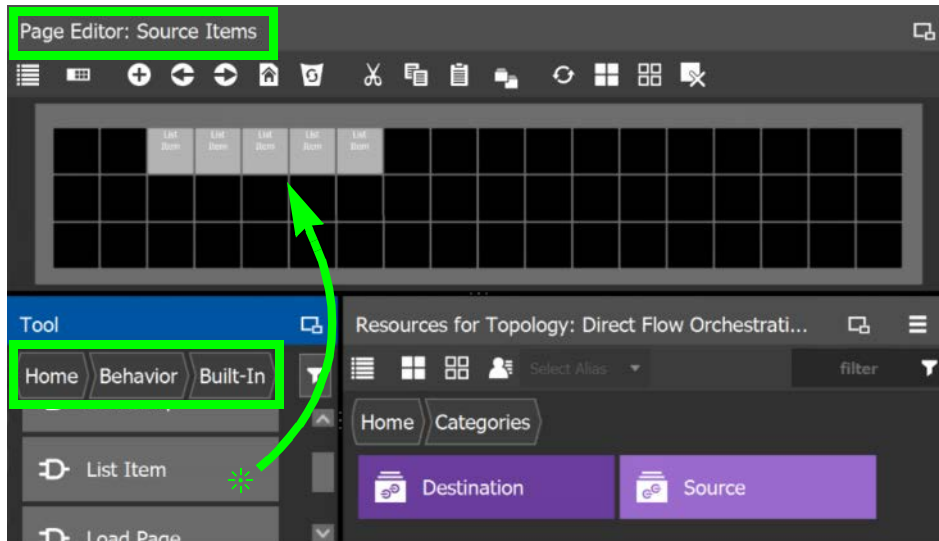 Page Editor: Source Items
List List List List List
Item Item Item Item Item
Tool
Resources for Topology: Direct Flow Orchestrati...
Home Behavior Built-In
Select Alias
filter
Home Categories
List Item
Destination
Source
Load Page